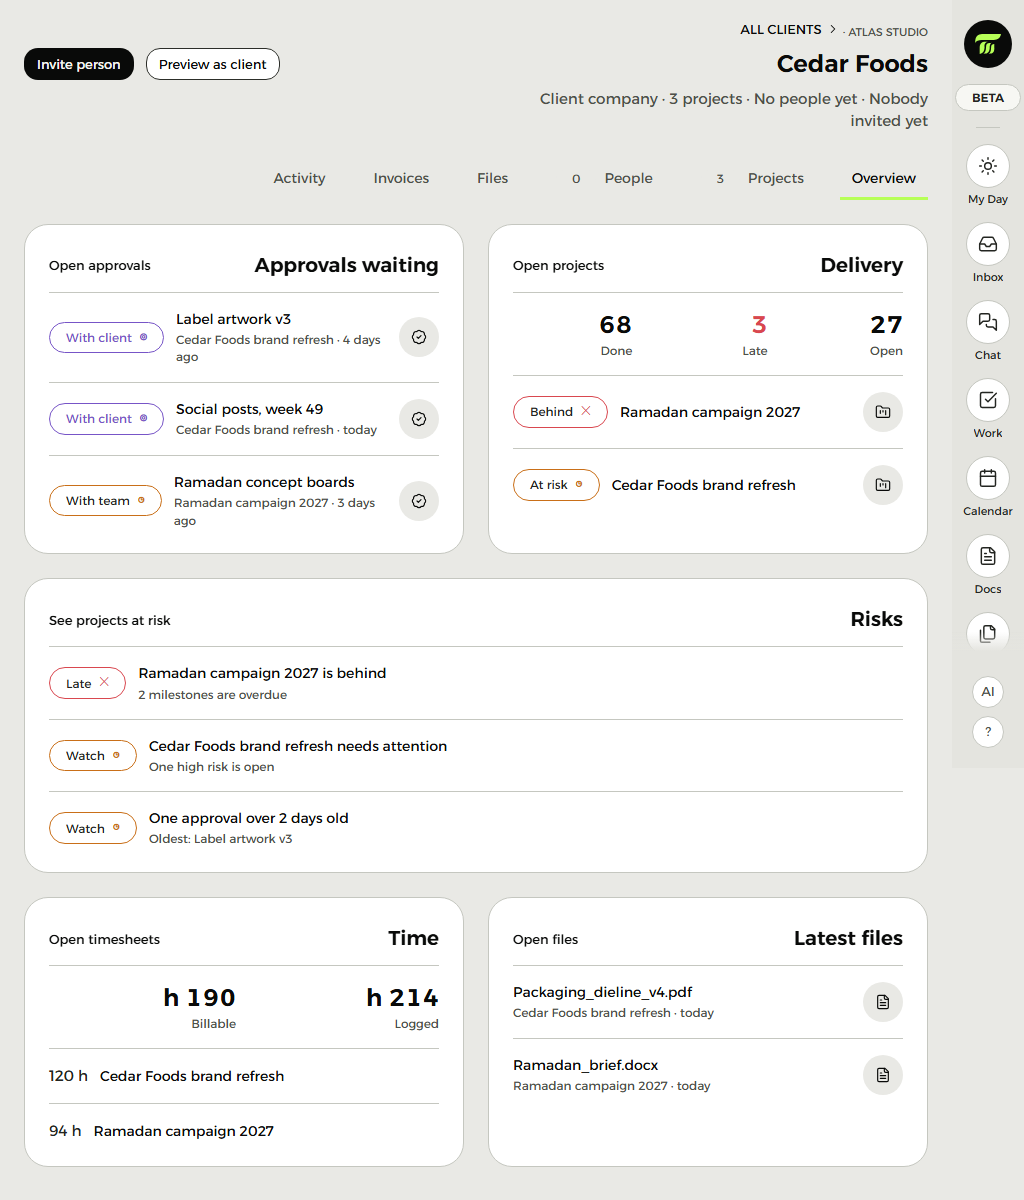 ALL CLIENTS
· ATLAS STUDIO
Cedar Foods
Client company · 3 projects · No people yet · Nobody
invited yet
Invite person
Preview as client
BETA
My Day
Inbox
Chat
Work
Calendar
Docs
AI
?
Activity
Invoices
Files
0 People
3 Projects
Overview
Open approvals
Approvals waiting
With client
Label artwork v3
Cedar Foods brand refresh · 4 days
ago
With client
Social posts, week 49
Cedar Foods brand refresh · today
With team
Ramadan concept boards
Ramadan campaign 2027 · 3 days
ago
Open projects
Delivery
68
Done
3
Late
27
Open
Behind
Ramadan campaign 2027
At risk
Cedar Foods brand refresh
See projects at risk
Risks
Late
Ramadan campaign 2027 is behind
2 milestones are overdue
Watch
Cedar Foods brand refresh needs attention
One high risk is open
Watch
One approval over 2 days old
Oldest: Label artwork v3
Open timesheets
Time
h 190
Billable
h 214
Logged
120 h Cedar Foods brand refresh
94 h Ramadan campaign 2027
Open files
Latest files
Packaging_dieline_v4.pdf
Cedar Foods brand refresh · today
Ramadan_brief.docx
Ramadan campaign 2027 · today